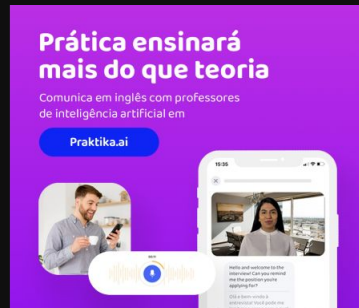 Prática ensinará
mais do que teoria
Comunica em inglês com professores
de inteligência artificial em
Praktika.ai
15:35
Hello and welcome to the
interview! Can you remind
me the position you're
applying for?